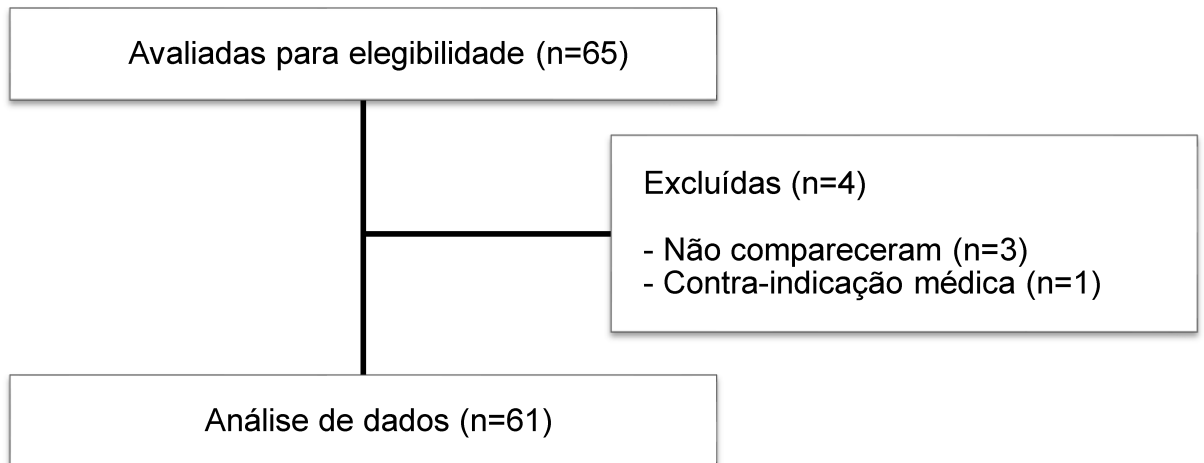 Avaliadas para elegibilidade (n=65)
Excluídas (n=4)
- Não compareceram (n=3)
- Contra-indicação médica (n=1)
Análise de dados (n=61)